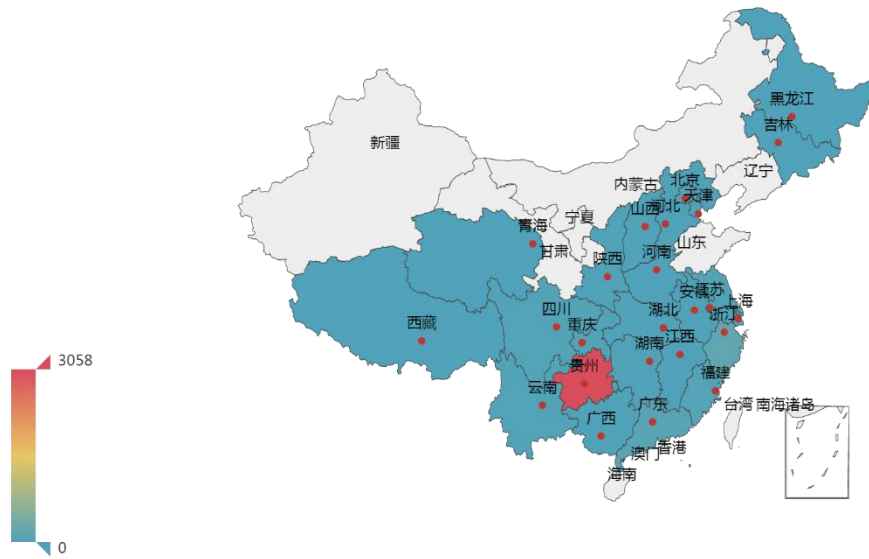 黑龙江
吉林
新疆
辽宁
北京
内蒙古
天津
山西
河北
宁夏
青海
山东
甘肃
河南
陕西
安徽
江苏
上海
四川
湖北
浙江
重庆
西藏
湖南
江西
3058
贵州
福建
云南
台湾
南海诸岛
广西
广东
香港
澳门
海南
0